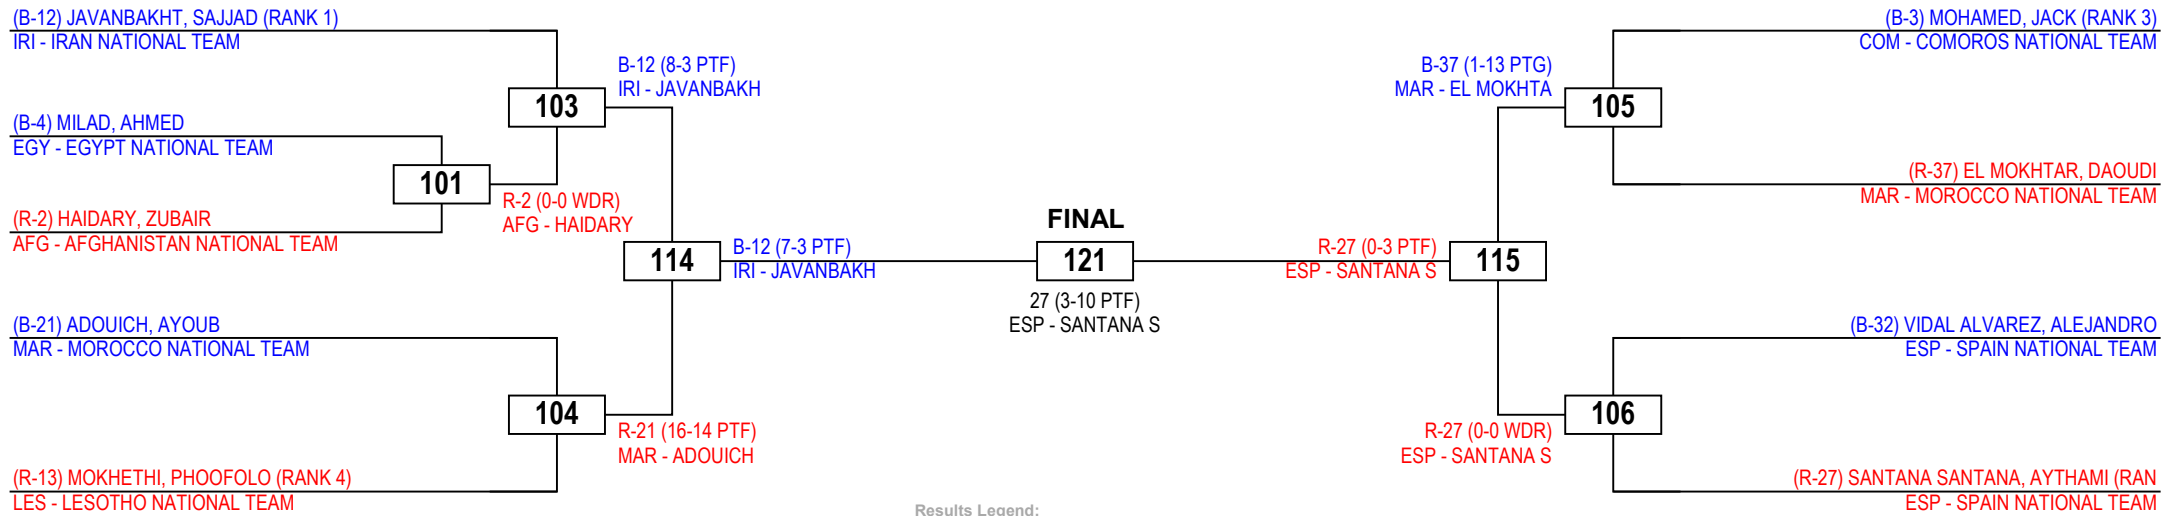 (B-12) JAVANBAKHT, SAJJAD (RANK 1)
IRI - IRAN NATIONAL TEAM
(B-4) MILAD, AHMED
EGY - EGYPT NATIONAL TEAM
(R-2) HAIDARY, ZUBAIR
AFG - AFGHANISTAN NATIONAL TEAM
(B-21) ADOUICH, AYOUB
MAR - MOROCCO NATIONAL TEAM
(R-13) MOKHETHI, PHOOFOLO (RANK 4)
LES - LESOTHO NATIONAL TEAM
101
R-2 (0-0 WDR)
AFG - HAIDARY
103
B-12 (8-3 PTF)
IRI - JAVANBAKH
104
R-21 (16-14 PTF)
MAR - ADOUICH
114
B-12 (7-3 PTF)
IRI - JAVANBAKH
FINAL
121
27 (3-10 PTF)
ESP - SANTANA S
R-27 (0-3 PTF)
ESP - SANTANA S
115
B-37 (1-13 PTG)
MAR - EL MOKHTA
105
R-27 (0-0 WDR)
ESP - SANTANA S
106
(B-3) MOHAMED, JACK (RANK 3)
COM - COMOROS NATIONAL TEAM
(R-37) EL MOKHTAR, DAOUDI
MAR - MOROCCO NATIONAL TEAM
(B-32) VIDAL ALVAREZ, ALEJANDRO
ESP - SPAIN NATIONAL TEAM
(R-27) SANTANA SANTANA, AYTHAMI (RAN
ESP - SPAIN NATIONAL TEAM
Results Legend: